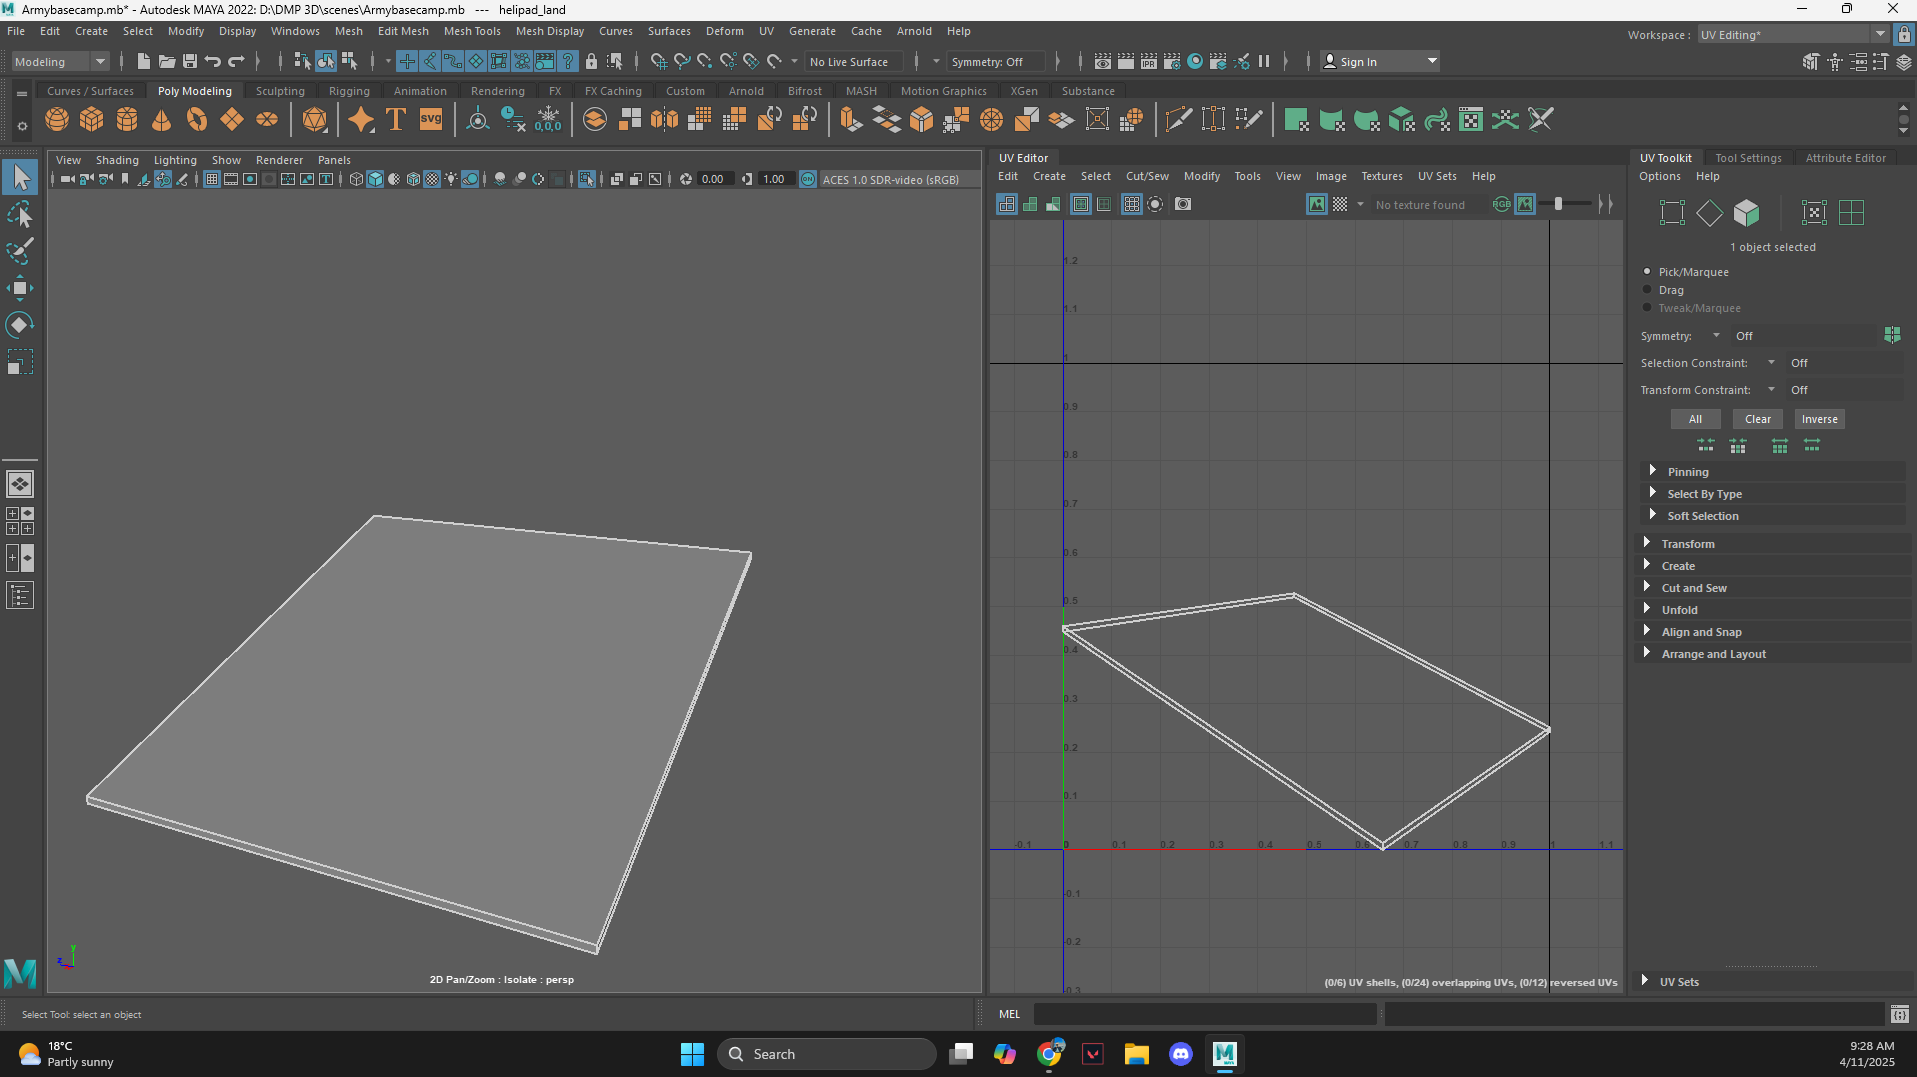 Armybasecamp.mb* - Autodesk MAYA 2022: D:\DMP 3D\scenes\Armybasecamp.mb   ---   helipad_land
File Edit Create Select Modify Display Windows Mesh Edit Mesh Mesh Tools Mesh Display Curves Surfaces Deform UV Generate Cache Arnold Help
Workspace : UV Editing*
Modeling No Live Surface Symmetry: Off Sign In
Curves / Surfaces Poly Modeling Sculpting Rigging Animation Rendering FX FX Caching Custom Arnold Bifrost MASH Motion Graphics XGen Substance
T SVG 0,0,0
View Shading Lighting Show Renderer Panels
0.00 1.00 ON ACES 1.0 SDR-video (sRGB)
2D Pan/Zoom : Isolate : persp
y
z
UV Editor
Edit Create Select Cut/Sew Modify Tools View Image Textures UV Sets Help
No texture found RGB
1.2
1.1
1
0.9
0.8
0.7
0.6
0.5
0.4
0.3
0.2
0.1
-0.1 0 0.1 0.2 0.3 0.4 0.5 0.6 0.7 0.8 0.9 1 1.1
-0.1
-0.2
-0.3
(0/6) UV shells, (0/24) overlapping UVs, (0/12) reversed UVs
UV Toolkit Tool Settings Attribute Editor
Options Help
1 object selected
Pick/Marquee
Drag
Tweak/Marquee
Symmetry: Off
Selection Constraint: Off
Transform Constraint: Off
All Clear Inverse
Pinning
Select By Type
Soft Selection
Transform
Create
Cut and Sew
Unfold
Align and Snap
Arrange and Layout
UV Sets
Select Tool: select an object
MEL
18°C
Partly sunny
Search
9:28 AM
4/11/2025